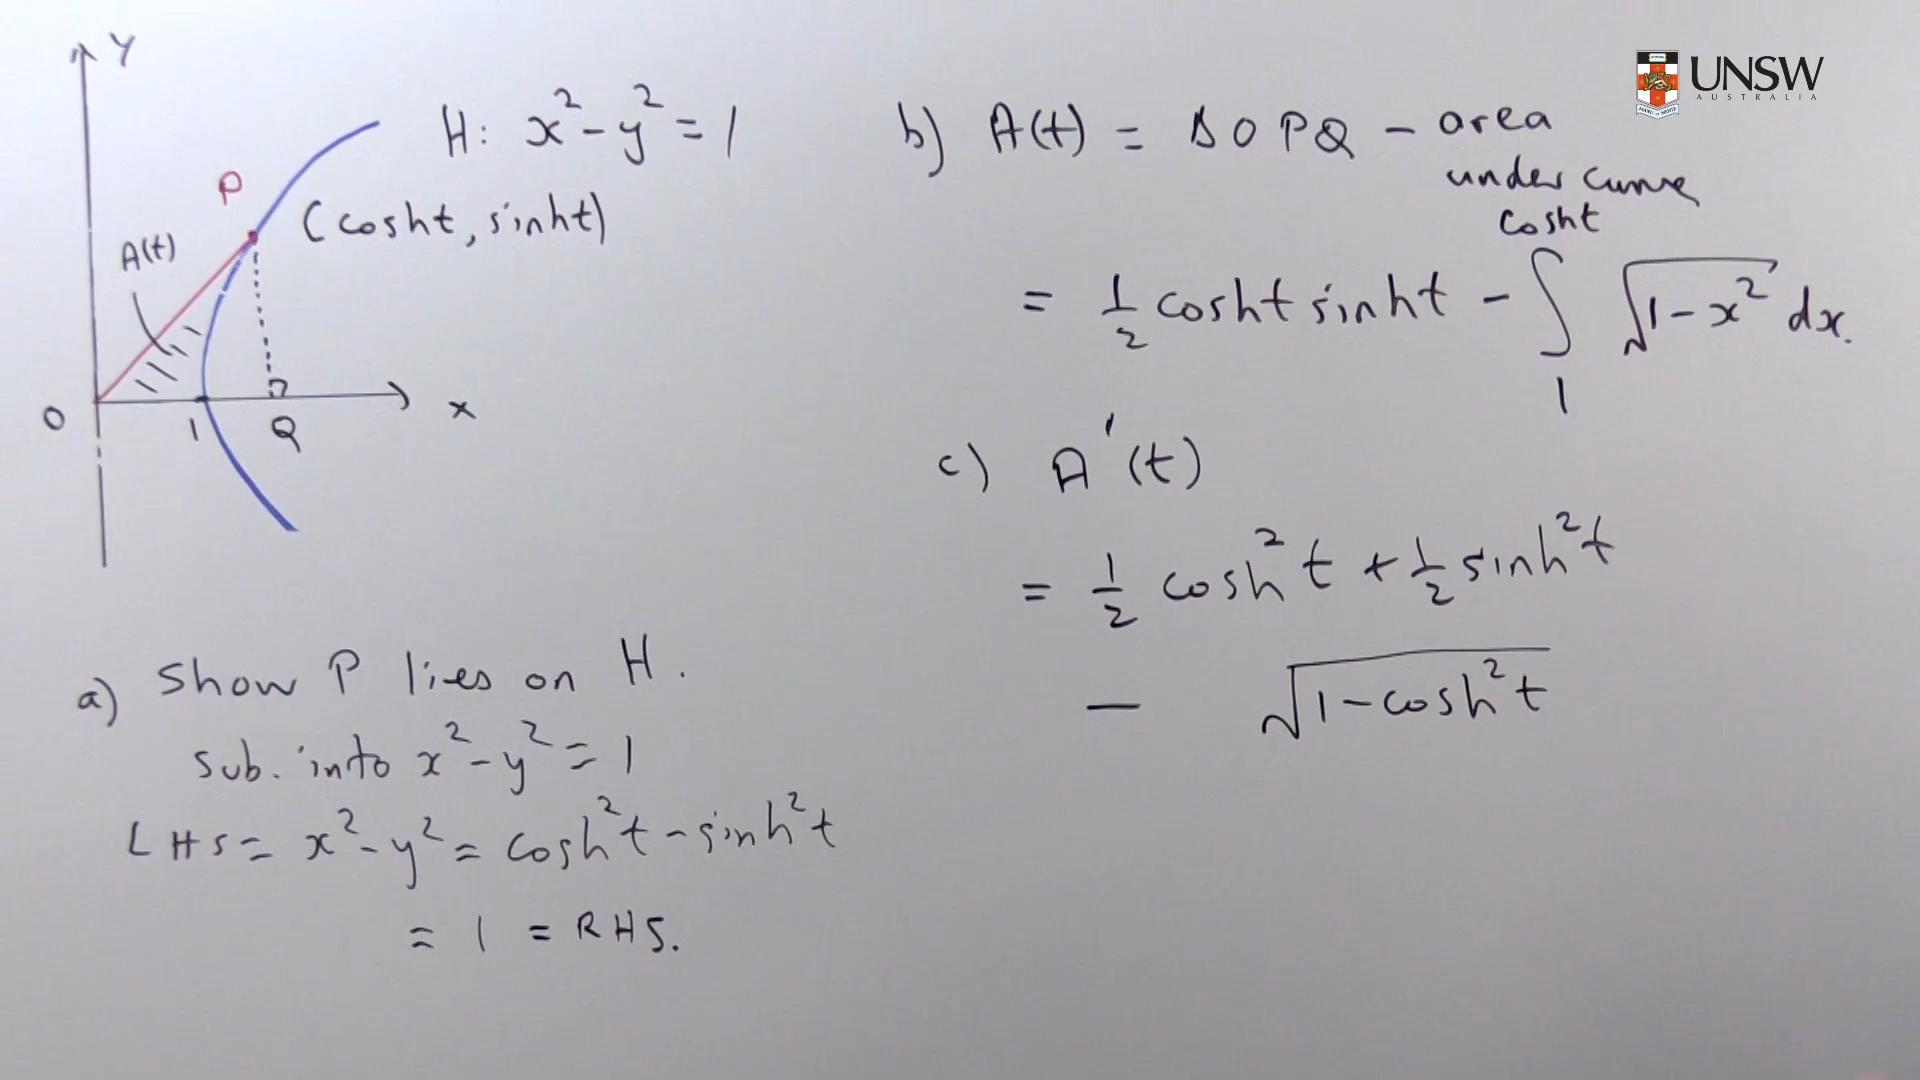 Y
H: x² - y² = 1
P
(cosht, sinht)
A(t)
O
1
Q
x
a) Show P lies on H.
sub. into x² - y² = 1
LHS = x² - y² = cosh²t - sinh²t
= 1 = RHS.
UNSW
AUSTRALIA
b) A(t) = Δ O P Q - area
under curve
= ½ cosht sinht - ∫₁^cosht √(1-x²) dx.
c) A'(t)
= ½ cosh²t + ½ sinh²t
- √(1-cosh²t)